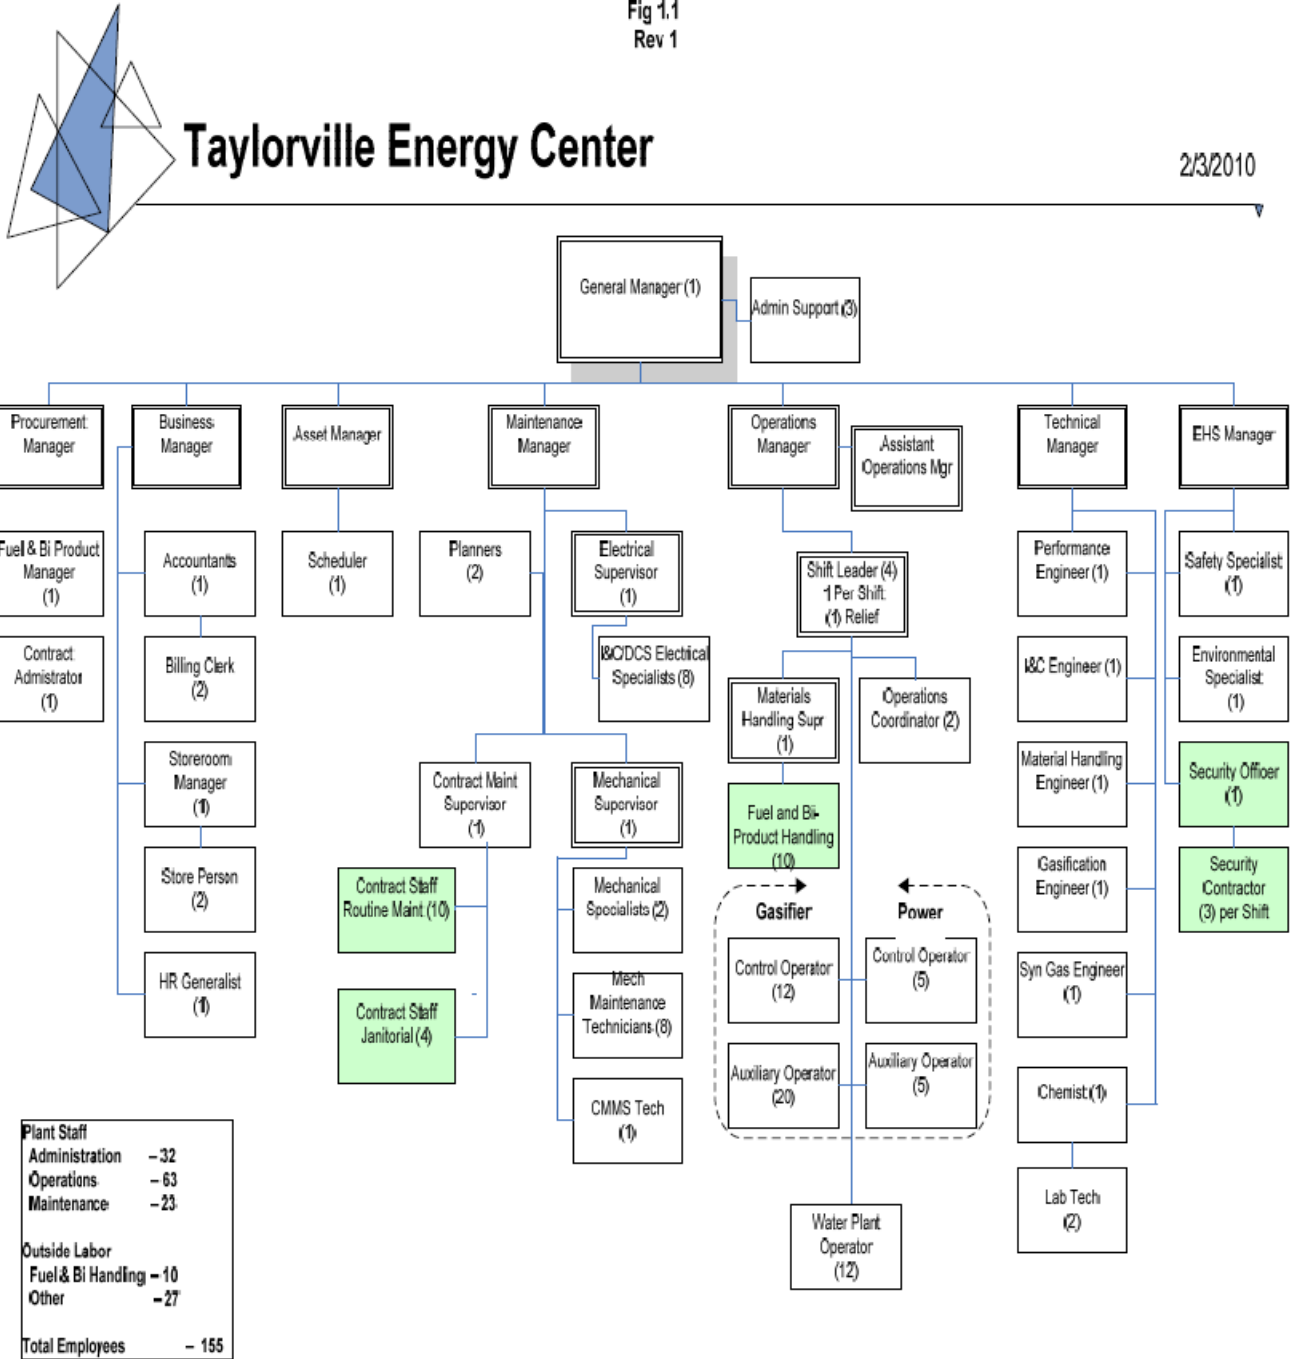 Fig 1.1
Rev 1
Taylorville Energy Center
2/3/2010
General Manager (1)
Admin Support (3)
Procurement
Manager
Business
Manager
Asset Manager
Maintenance
Manager
Operations
Manager
Assistant
Operations Mgr
Technical
Manager
EHS Manager
Fuel & Bi Product
Manager
(1)
Accountants
(1)
Scheduler
(1)
Planners
(2)
Electrical
Supervisor
(1)
Shift Leader (4)
1 Per Shift
(1) Relief
Performance
Engineer (1)
Safety Specialist
(1)
Contract
Admistrator
(1)
Billing Clerk
(2)
I&C/DCS Electrical
Specialists (8)
Materials
Handling Supr
(1)
Operations
Coordinator (2)
I&C Engineer (1)
Environmental
Specialist
(1)
Storeroom
Manager
(1)
Contract Maint
Supervisor
(1)
Mechanical
Supervisor
(1)
Fuel and Bi-
Product Handling
(10)
Material Handling
Engineer (1)
Security Officer
(1)
Store Person
(2)
Contract Staff
Routine Maint (10)
Mechanical
Specialists (2)
Gasifier
Power
Gasification
Engineer (1)
Security
Contractor
(3) per Shift
HR Generalist
(1)
Contract Staff
Janitorial (4)
Mech
Maintenance
Technicians (8)
Control Operator
(12)
Control Operator
(5)
Syn Gas Engineer
(1)
CMMS Tech
(1)
Auxiliary Operator
(20)
Auxiliary Operator
(5)
Chemist (1)
Water Plant
Operator
(12)
Lab Tech
(2)
Plant Staff
Administration – 32
Operations – 63
Maintenance – 23
Outside Labor
Fuel & Bi Handling – 10
Other – 27
Total Employees – 155